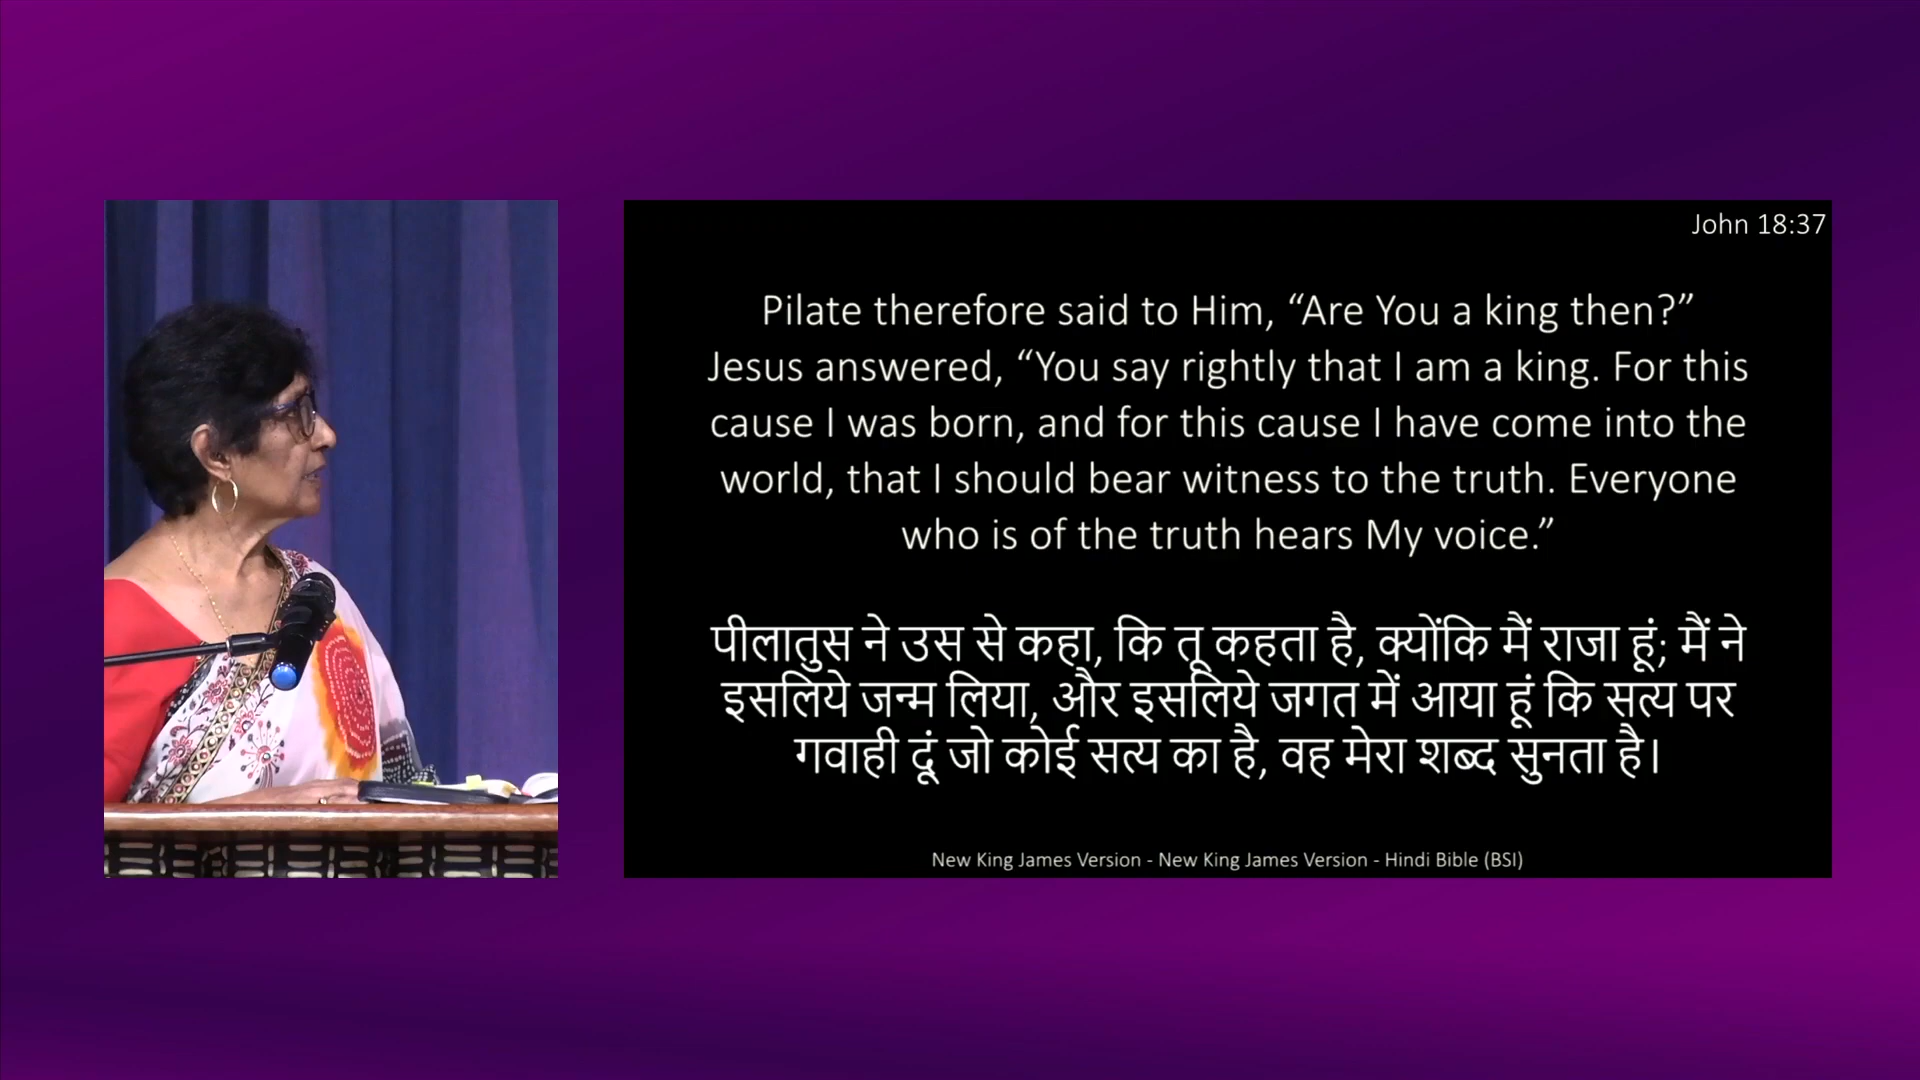 John 18:37
Pilate therefore said to Him, “Are You a king then?”
Jesus answered, “You say rightly that I am a king. For this
cause I was born, and for this cause I have come into the
world, that I should bear witness to the truth. Everyone
who is of the truth hears My voice.”
पीलातुस ने उस से कहा, कि तू कहता है, क्योंकि मैं राजा हूं; मैं ने
इसलिये जन्म लिया, और इसलिये जगत में आया हूं कि सत्य पर
गवाही दूं जो कोई सत्य का है, वह मेरा शब्द सुनता है।
New King James Version - New King James Version - Hindi Bible (BSI)